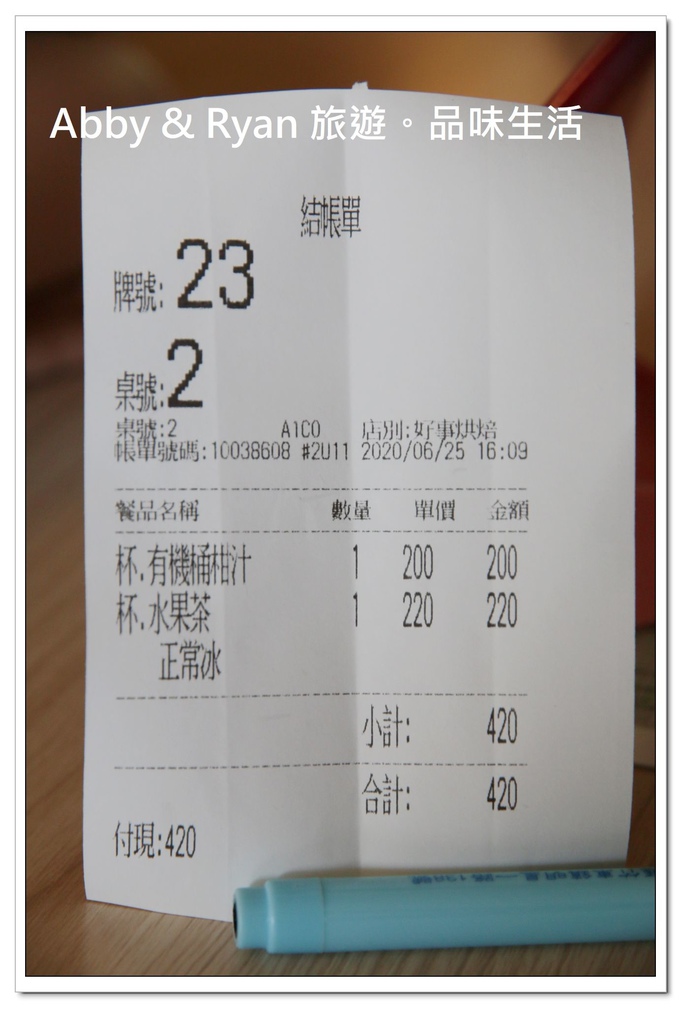 Abby & Ryan 旅遊。品味生活
結帳單
牌號: 23
桌號:2
桌號:2 A1CO 店別:好事烘焙
帳單號碼:10038608 #2U11 2020/06/25 16:09
餐品名稱 數量 單價 金額
杯.有機桶柑汁 1 200 200
杯.水果茶 1 220 220
正常冰
小計: 420
合計: 420
付現:420